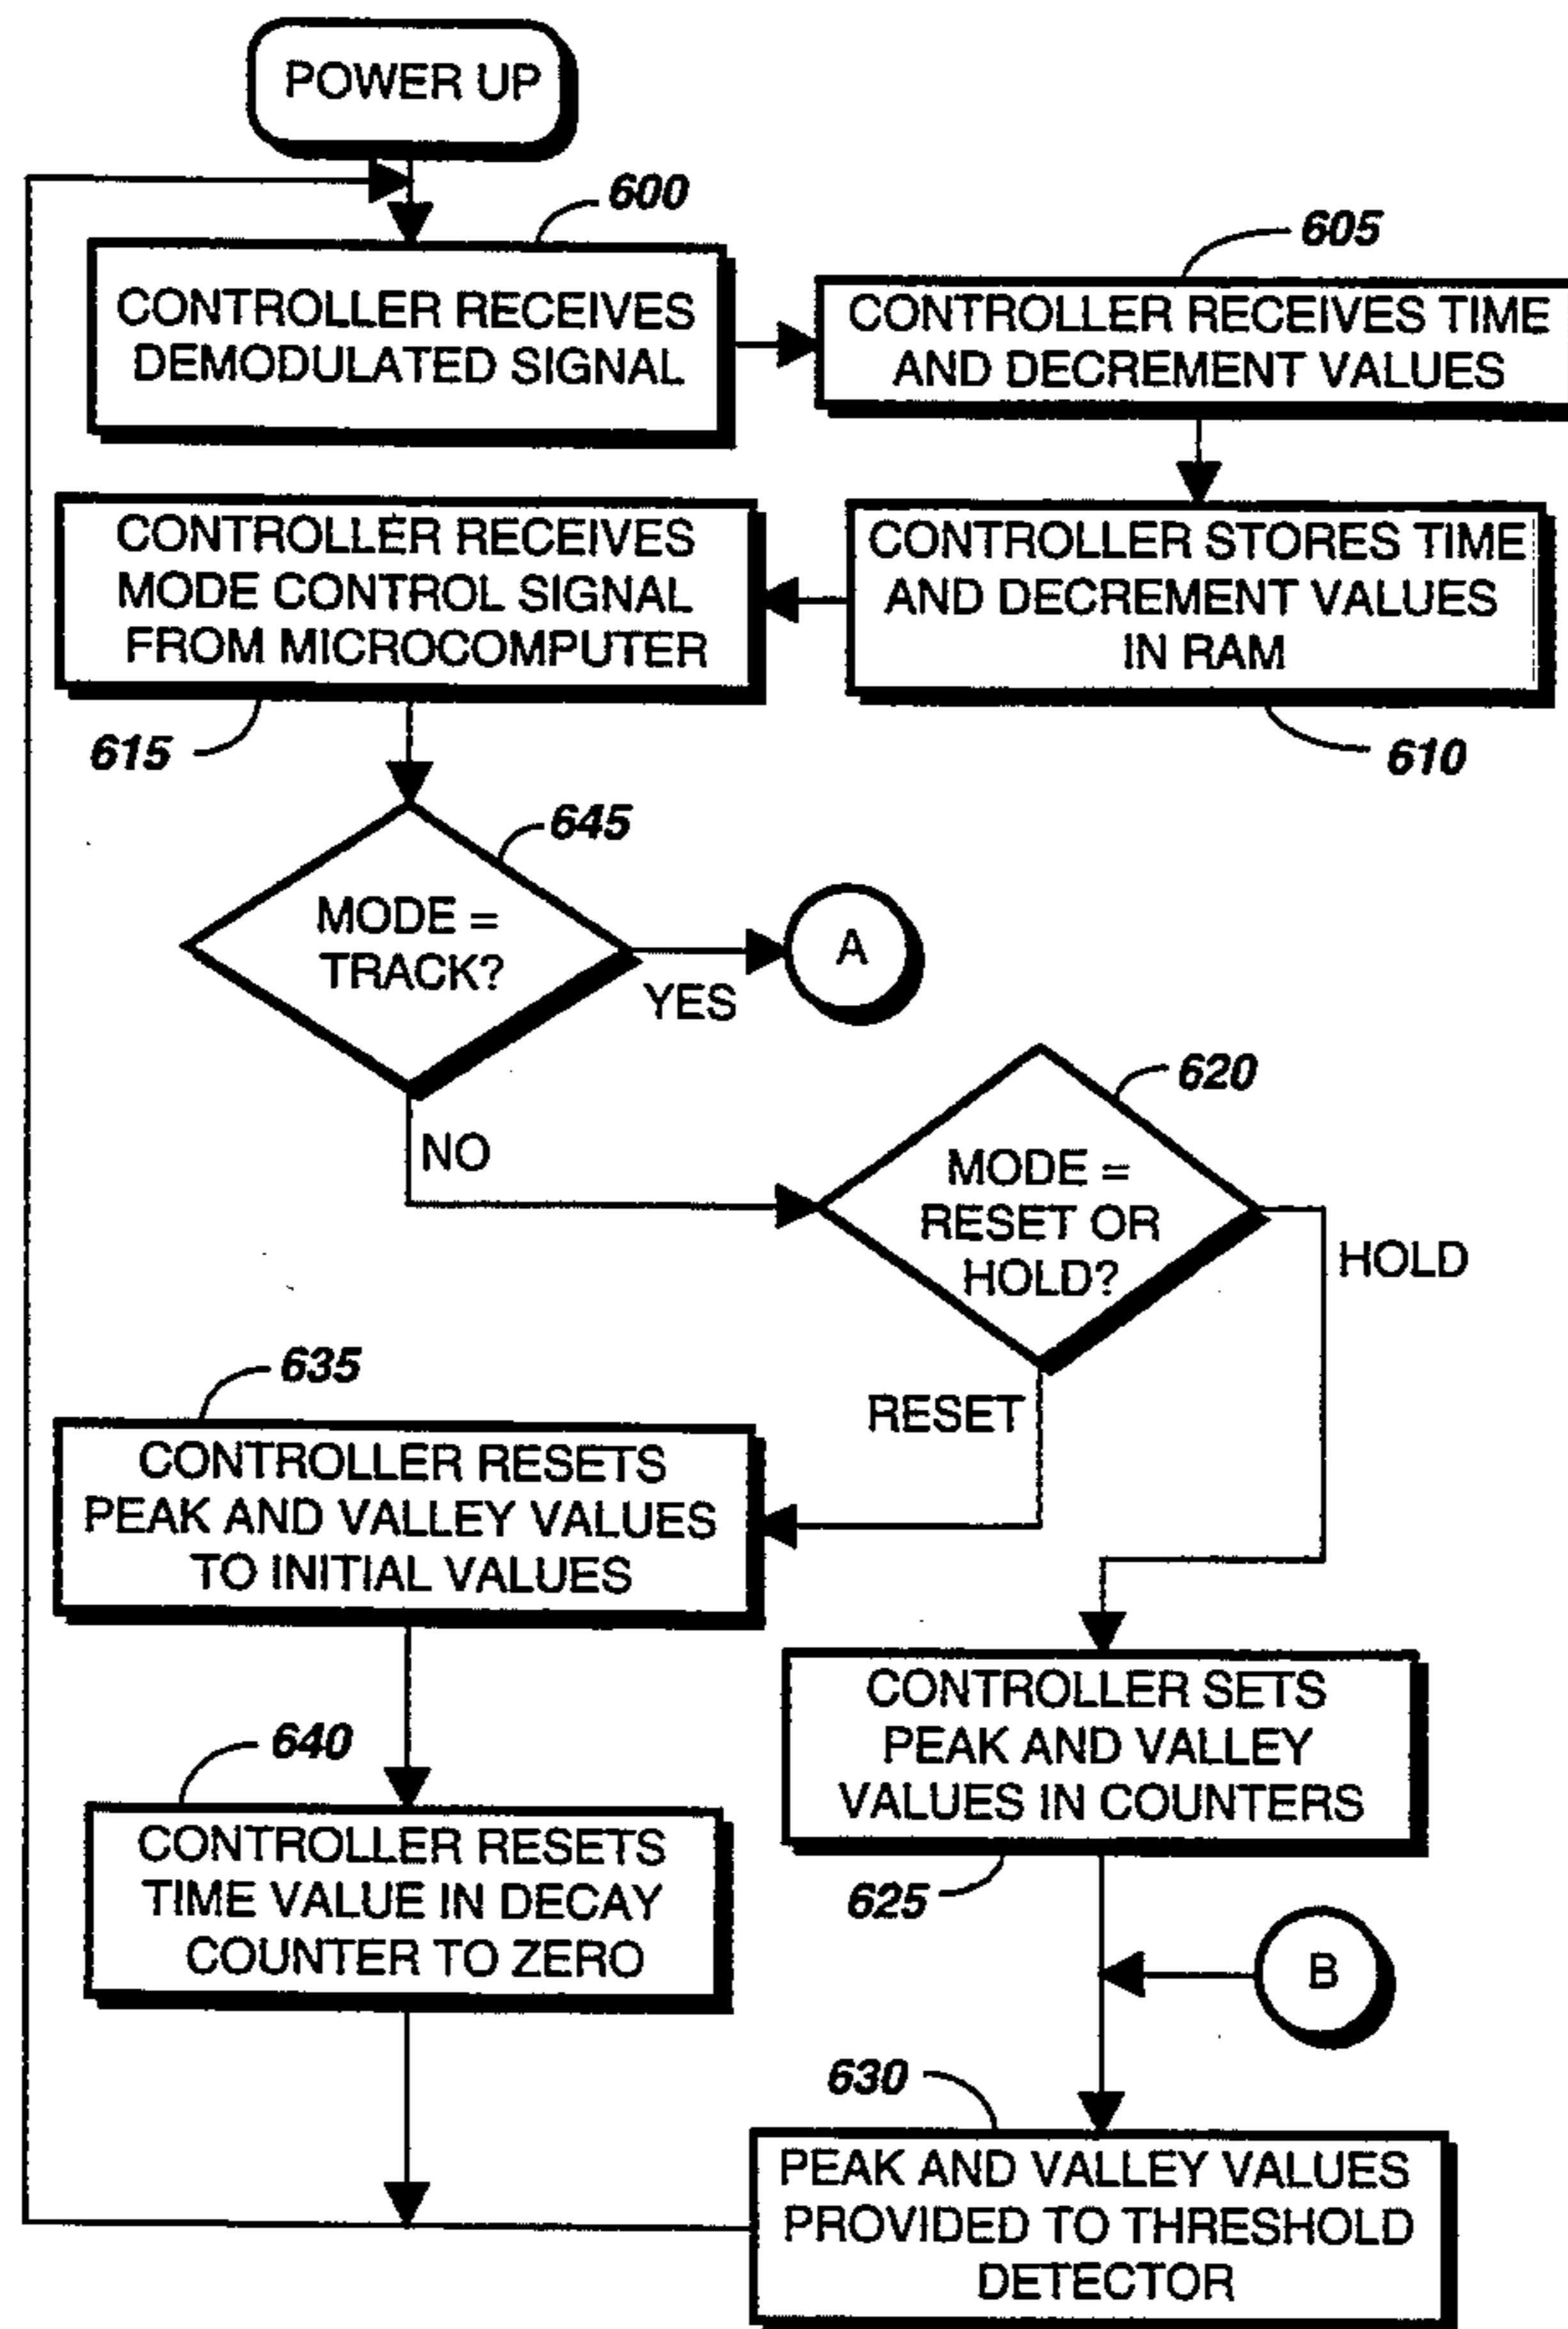 POWER UP
600
CONTROLLER RECEIVES
DEMODULATED SIGNAL
605
CONTROLLER RECEIVES TIME
AND DECREMENT VALUES
CONTROLLER RECEIVES
MODE CONTROL SIGNAL
FROM MICROCOMPUTER
615
CONTROLLER STORES TIME
AND DECREMENT VALUES
IN RAM
610
645
MODE =
TRACK?
YES
A
NO
620
MODE =
RESET OR
HOLD?
HOLD
RESET
635
CONTROLLER RESETS
PEAK AND VALLEY VALUES
TO INITIAL VALUES
640
CONTROLLER RESETS
TIME VALUE IN DECAY
COUNTER TO ZERO
CONTROLLER SETS
PEAK AND VALLEY
VALUES IN COUNTERS
625
B
630
PEAK AND VALLEY VALUES
PROVIDED TO THRESHOLD
DETECTOR